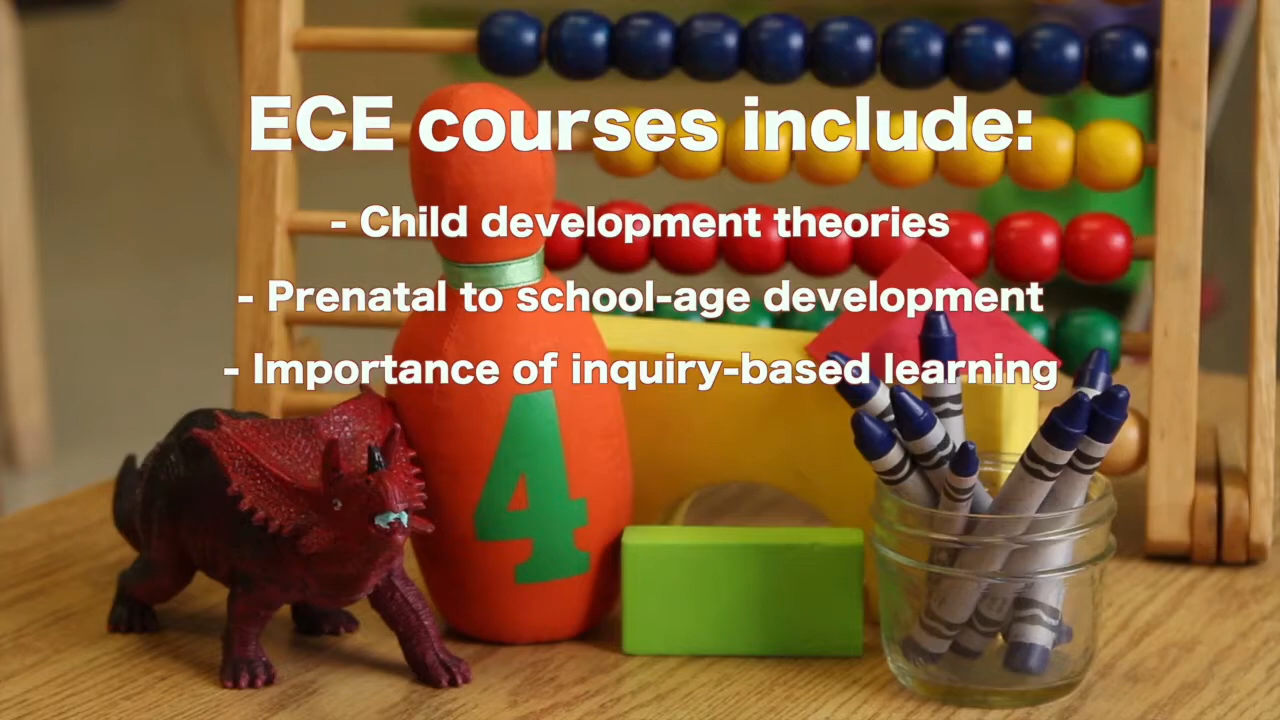 ECE courses include:
- Child development theories
- Prenatal to school-age development
- Importance of inquiry-based learning
4